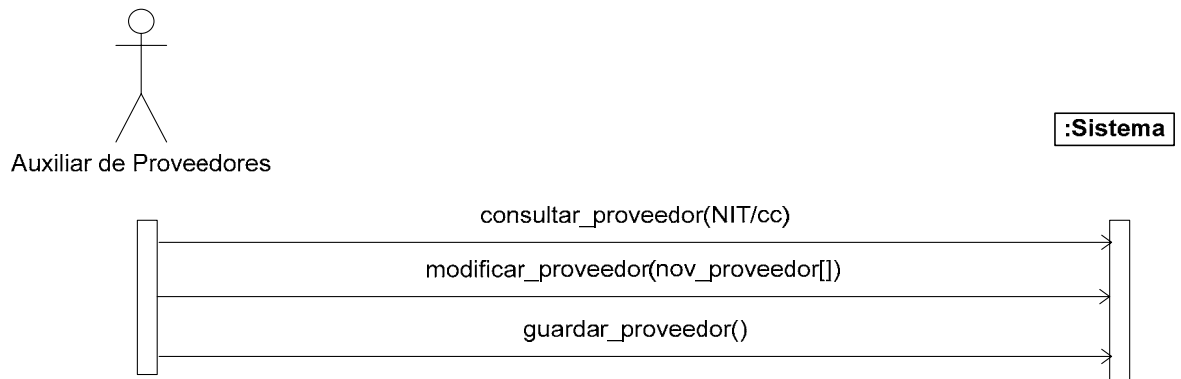 :Sistema
Auxiliar de Proveedores
consultar_proveedor(NIT/cc)
modificar_proveedor(nov_proveedor[])
guardar_proveedor()